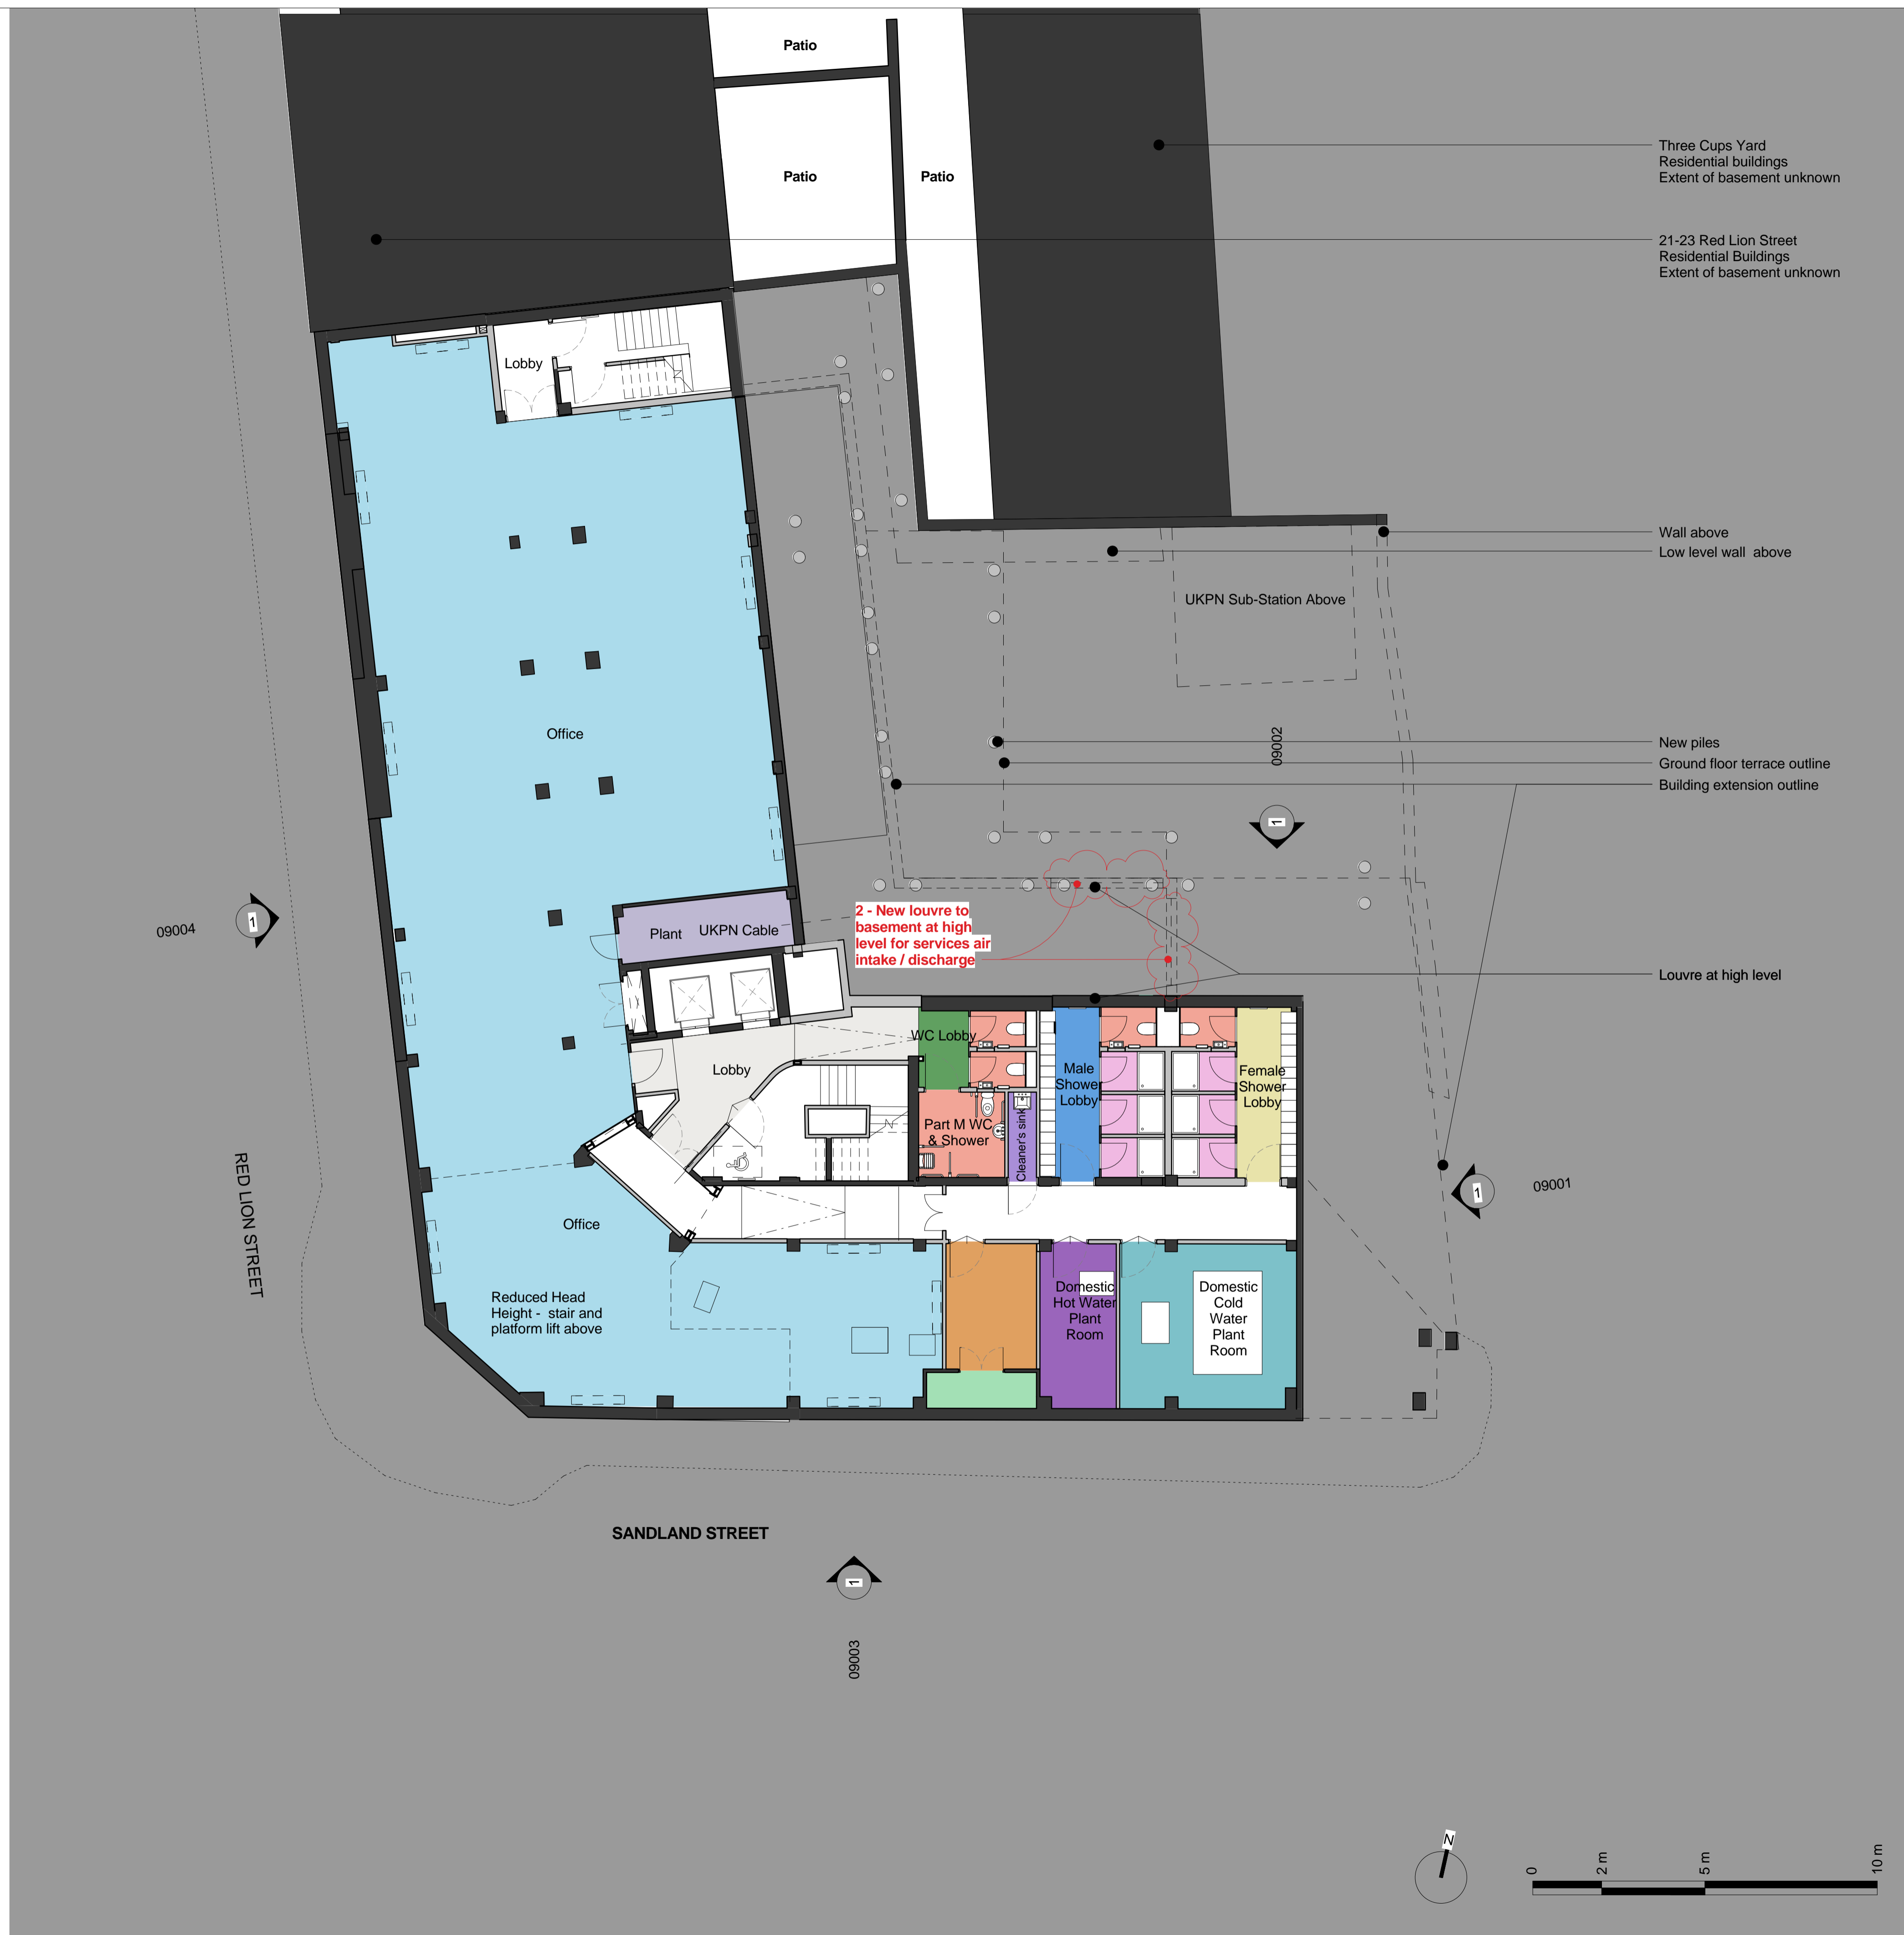 Patio
Patio
Patio
Three Cups Yard
Residential buildings
Extent of basement unknown
21-23 Red Lion Street
Residential Buildings
Extent of basement unknown
Lobby
Wall above
Low level wall above
UKPN Sub-Station Above
Office
New piles
Ground floor terrace outline
Building extension outline
09002
1
09004
1
Plant
UKPN Cable
2 - New louvre to
basement at high
level for services air
intake / discharge
Louvre at high level
WC Lobby
Lobby
Male
Shower
Lobby
Female
Shower
Lobby
Part M WC
& Shower
Cleaner's sink
RED LION STREET
1
09001
Office
Reduced Head
Height - stair and
platform lift above
Domestic
Hot Water
Plant
Room
Domestic
Cold
Water
Plant
Room
SANDLAND STREET
1
09003
N
0
2 m
5 m
10 m